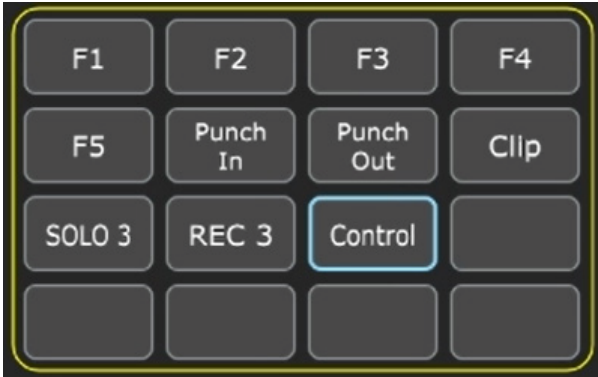 F1
F2
F3
F4
F5
Punch
In
Punch
Out
Clip
SOLO 3
REC 3
Control